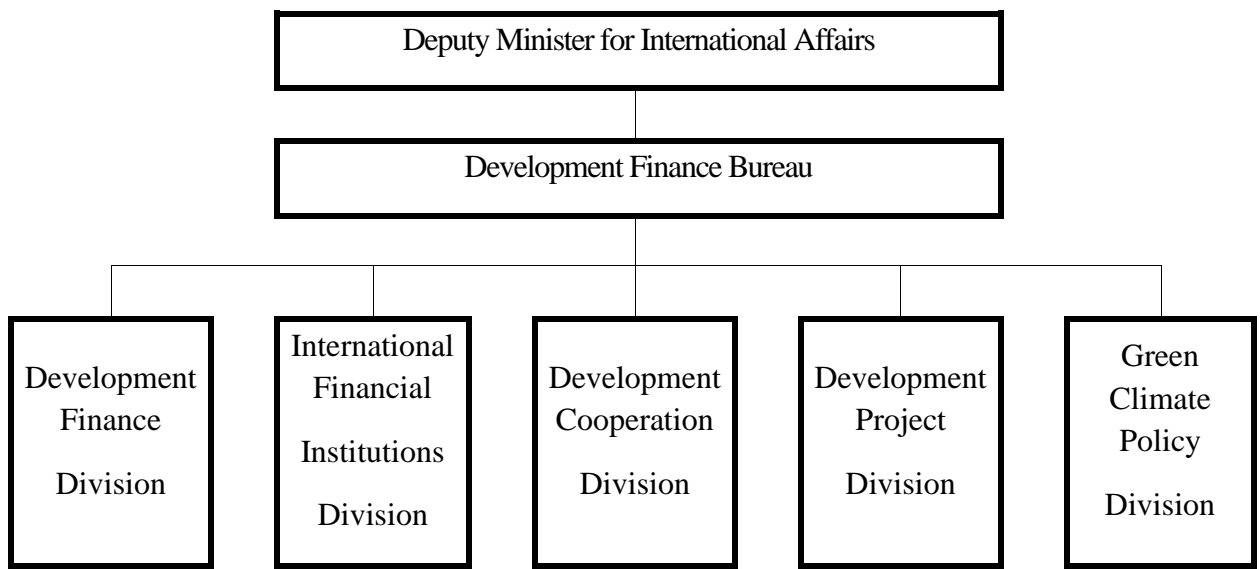 Deputy Minister for International Affairs
Development Finance Bureau
Development
Finance
Division
International
Financial
Institutions
Division
Development
Cooperation
Division
Development
Project
Division
Green
Climate
Policy
Division